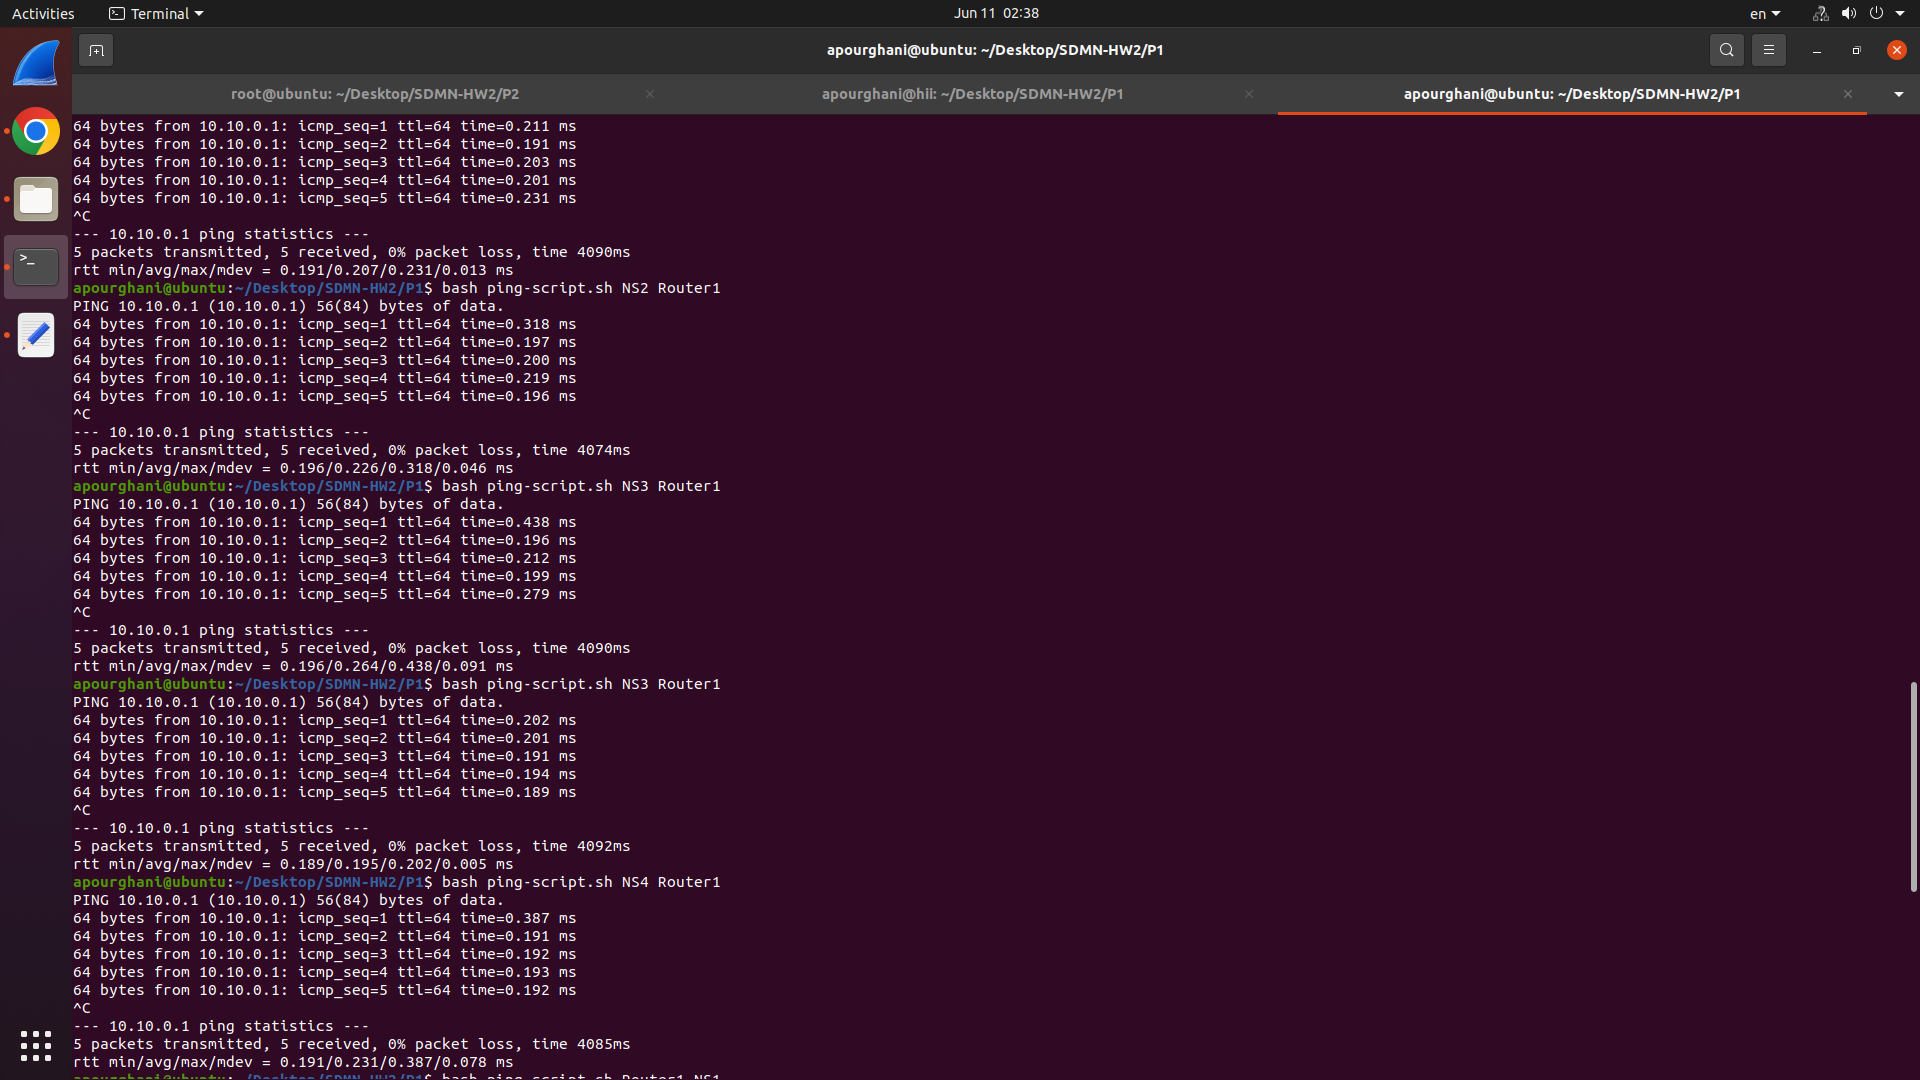 Activities
Terminal
Jun 11 02:38
en
apourghani@ubuntu: ~/Desktop/SDMN-HW2/P1
root@ubuntu: ~/Desktop/SDMN-HW2/P2
apourghani@hii: ~/Desktop/SDMN-HW2/P1
apourghani@ubuntu: ~/Desktop/SDMN-HW2/P1
64 bytes from 10.10.0.1: icmp_seq=1 ttl=64 time=0.211 ms
64 bytes from 10.10.0.1: icmp_seq=2 ttl=64 time=0.191 ms
64 bytes from 10.10.0.1: icmp_seq=3 ttl=64 time=0.203 ms
64 bytes from 10.10.0.1: icmp_seq=4 ttl=64 time=0.201 ms
64 bytes from 10.10.0.1: icmp_seq=5 ttl=64 time=0.231 ms
^C
--- 10.10.0.1 ping statistics ---
5 packets transmitted, 5 received, 0% packet loss, time 4090ms
rtt min/avg/max/mdev = 0.191/0.207/0.231/0.013 ms
apourghani@ubuntu:~/Desktop/SDMN-HW2/P1$ bash ping-script.sh NS2 Router1
PING 10.10.0.1 (10.10.0.1) 56(84) bytes of data.
64 bytes from 10.10.0.1: icmp_seq=1 ttl=64 time=0.318 ms
64 bytes from 10.10.0.1: icmp_seq=2 ttl=64 time=0.197 ms
64 bytes from 10.10.0.1: icmp_seq=3 ttl=64 time=0.200 ms
64 bytes from 10.10.0.1: icmp_seq=4 ttl=64 time=0.219 ms
64 bytes from 10.10.0.1: icmp_seq=5 ttl=64 time=0.196 ms
^C
--- 10.10.0.1 ping statistics ---
5 packets transmitted, 5 received, 0% packet loss, time 4074ms
rtt min/avg/max/mdev = 0.196/0.226/0.318/0.046 ms
apourghani@ubuntu:~/Desktop/SDMN-HW2/P1$ bash ping-script.sh NS3 Router1
PING 10.10.0.1 (10.10.0.1) 56(84) bytes of data.
64 bytes from 10.10.0.1: icmp_seq=1 ttl=64 time=0.438 ms
64 bytes from 10.10.0.1: icmp_seq=2 ttl=64 time=0.196 ms
64 bytes from 10.10.0.1: icmp_seq=3 ttl=64 time=0.212 ms
64 bytes from 10.10.0.1: icmp_seq=4 ttl=64 time=0.199 ms
64 bytes from 10.10.0.1: icmp_seq=5 ttl=64 time=0.279 ms
^C
--- 10.10.0.1 ping statistics ---
5 packets transmitted, 5 received, 0% packet loss, time 4090ms
rtt min/avg/max/mdev = 0.196/0.264/0.438/0.091 ms
apourghani@ubuntu:~/Desktop/SDMN-HW2/P1$ bash ping-script.sh NS3 Router1
PING 10.10.0.1 (10.10.0.1) 56(84) bytes of data.
64 bytes from 10.10.0.1: icmp_seq=1 ttl=64 time=0.202 ms
64 bytes from 10.10.0.1: icmp_seq=2 ttl=64 time=0.201 ms
64 bytes from 10.10.0.1: icmp_seq=3 ttl=64 time=0.191 ms
64 bytes from 10.10.0.1: icmp_seq=4 ttl=64 time=0.194 ms
64 bytes from 10.10.0.1: icmp_seq=5 ttl=64 time=0.189 ms
^C
--- 10.10.0.1 ping statistics ---
5 packets transmitted, 5 received, 0% packet loss, time 4092ms
rtt min/avg/max/mdev = 0.189/0.195/0.202/0.005 ms
apourghani@ubuntu:~/Desktop/SDMN-HW2/P1$ bash ping-script.sh NS4 Router1
PING 10.10.0.1 (10.10.0.1) 56(84) bytes of data.
64 bytes from 10.10.0.1: icmp_seq=1 ttl=64 time=0.387 ms
64 bytes from 10.10.0.1: icmp_seq=2 ttl=64 time=0.191 ms
64 bytes from 10.10.0.1: icmp_seq=3 ttl=64 time=0.192 ms
64 bytes from 10.10.0.1: icmp_seq=4 ttl=64 time=0.193 ms
64 bytes from 10.10.0.1: icmp_seq=5 ttl=64 time=0.192 ms
^C
--- 10.10.0.1 ping statistics ---
5 packets transmitted, 5 received, 0% packet loss, time 4085ms
rtt min/avg/max/mdev = 0.191/0.231/0.387/0.078 ms
apourghani@ubuntu:~/Desktop/SDMN-HW2/P1$ bash ping-script.sh Router1 NS1